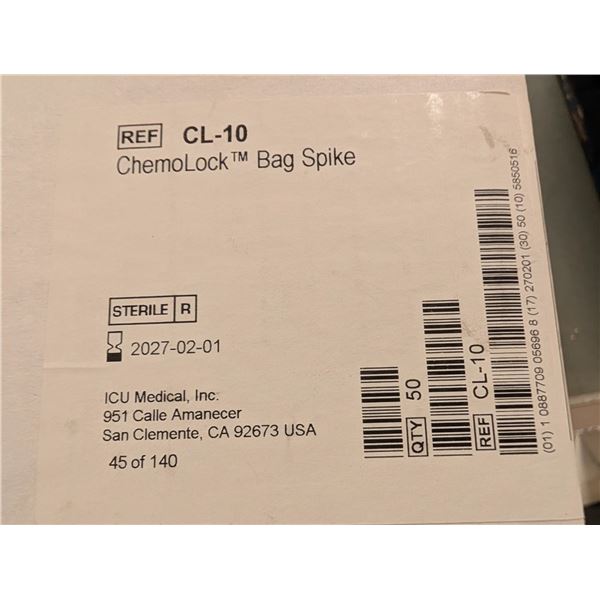 REF CL-10
ChemoLock™ Bag Spike
STERILE R
2027-02-01
ICU Medical, Inc.
951 Calle Amanecer
San Clemente, CA 92673 USA
45 of 140
QTY 50
REF CL-10
(01) 1 0887709 05696 8 (17) 270201 (30) 50 (10) 5850516